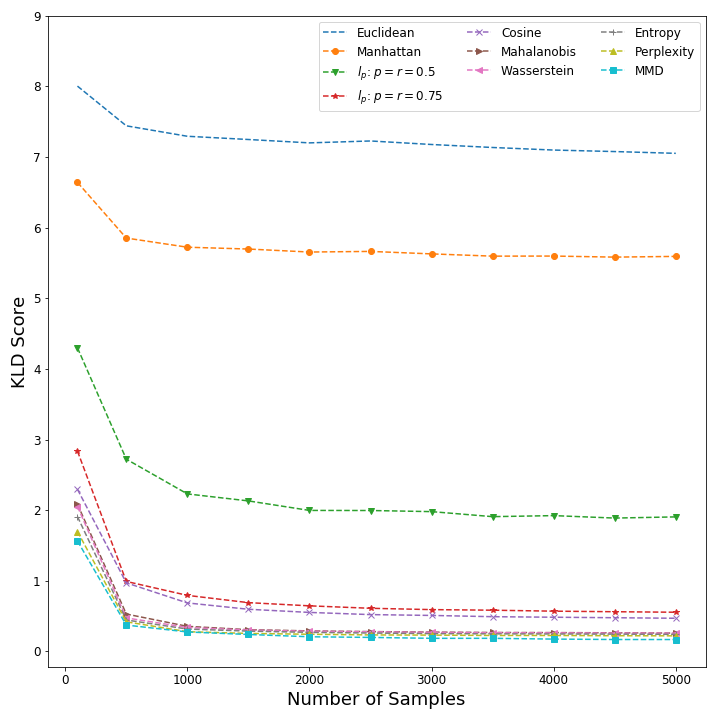 9
8
7
6
5
4
3
2
1
0
KLD Score
Euclidean
Manhattan
l_p: p = r = 0.5
l_p: p = r = 0.75
Cosine
Mahalanobis
Wasserstein
Entropy
Perplexity
MMD
0 1000 2000 3000 4000 5000
Number of Samples